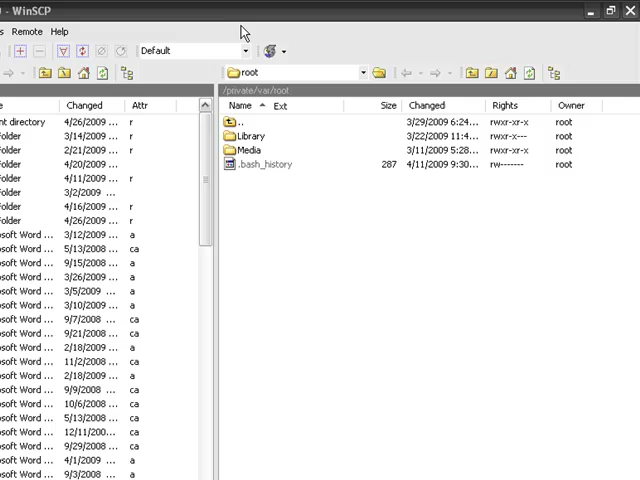 - WinSCP
s Remote Help
Default
root
/private/var/root
e Changed Attr
Name Ext Size Changed Rights Owner
nt directory 4/26/2009 ... r
.. 3/29/2009 6:24... rwxr-xr-x root
Folder 3/14/2009 ... r
Library 3/22/2009 11:4... rwxr-x--- root
Folder 2/21/2009 ... r
Media 3/11/2009 5:28... rwxr-xr-x root
Folder 4/20/2009 ...
.bash_history 287 4/11/2009 9:30... rw------- root
Folder 4/11/2009 ... r
Folder 3/2/2009 ...
Folder 4/16/2009 ... r
Folder 4/26/2009 ... r
osoft Word ... 3/12/2009 ... a
osoft Word ... 5/13/2008 ... ca
osoft Word ... 9/15/2008 ... a
osoft Word ... 3/26/2009 ... a
osoft Word ... 3/5/2009 ... a
osoft Word ... 3/10/2009 ... a
osoft Word ... 9/7/2008 ... ca
osoft Word ... 9/21/2008 ... ca
osoft Word ... 2/18/2009 ... a
osoft Word ... 11/2/2008 ... ca
osoft Word ... 2/18/2009 ... a
osoft Word ... 9/9/2008 ... ca
osoft Word ... 10/6/2008 ... ca
osoft Word ... 5/13/2008 ... ca
osoft Word ... 12/11/200... ca
osoft Word ... 9/29/2008 ... ca
osoft Word ... 4/1/2009 ... a
osoft Word ... 9/3/2008 ... a